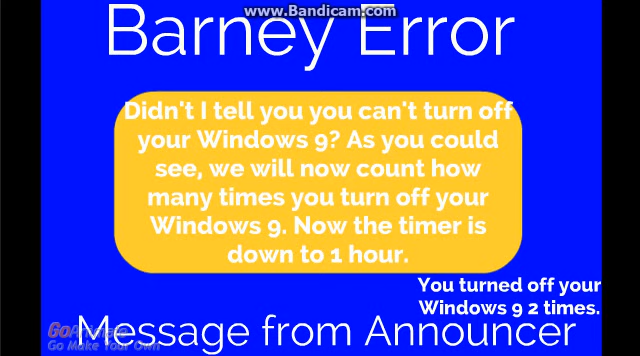 www.Bandicam.com
Barney Error
Didn't I tell you you can't turn off
your Windows 9? As you could
see, we will now count how
many times you turn off your
Windows 9. Now the timer is
down to 1 hour.
You turned off your
Windows 9 2 times.
GoAnimate
Message from Announcer
Go Make Your Own